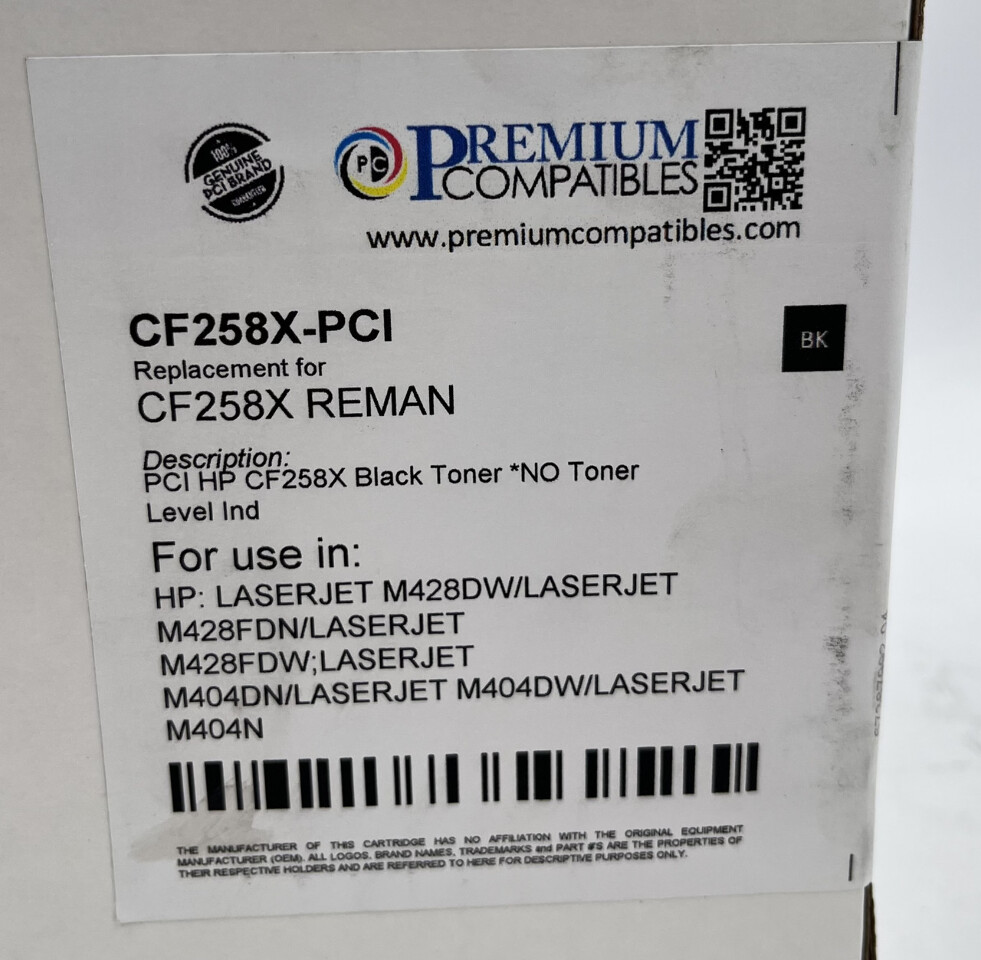 100%
GENUINE
PCI BRAND
PC
PREMIUM
COMPATIBLES
www.premiumcompatibles.com
CF258X-PCI
BK
Replacement for
CF258X REMAN
Description:
PCI HP CF258X Black Toner *NO Toner
Level Ind
For use in:
HP: LASERJET M428DW/LASERJET
M428FDN/LASERJET
M428FDW;LASERJET
M404DN/LASERJET M404DW/LASERJET
M404N
THE MANUFACTURER OF THIS CARTRIDGE HAS NO AFFILIATION WITH THE ORIGINAL EQUIPMENT
MANUFACTURER (OEM). ALL LOGOS, BRAND NAMES, TRADEMARKS and PART #'S ARE THE PROPERTIES OF
THEIR RESPECTIVE HOLDERS AND ARE REFERRED TO HERE FOR DESCRIPTIVE PURPOSES ONLY.